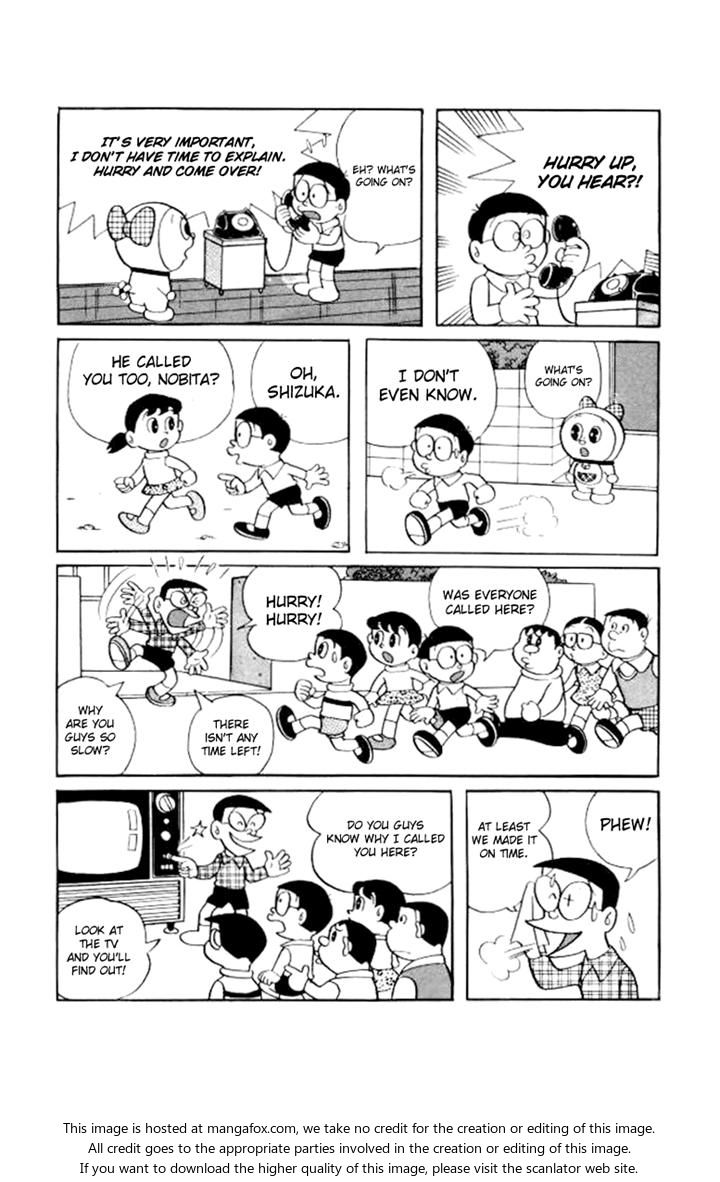 IT'S VERY IMPORTANT,
I DON'T HAVE TIME TO EXPLAIN.
HURRY AND COME OVER!
EH? WHAT'S
GOING ON?
HURRY UP,
YOU HEAR?!
HE CALLED
YOU TOO, NOBITA?
OH,
SHIZUKA.
I DON'T
EVEN KNOW.
WHAT'S
GOING ON?
HURRY!
HURRY!
WAS EVERYONE
CALLED HERE?
WHY
ARE YOU
GUYS SO
SLOW?
THERE
ISN'T ANY
TIME LEFT!
DO YOU GUYS
KNOW WHY I CALLED
YOU HERE?
LOOK AT
THE TV
AND YOU'LL
FIND OUT!
AT LEAST
WE MADE IT
ON TIME.
PHEW!
This image is hosted at mangafox.com, we take no credit for the creation or editing of this image.
All credit goes to the appropriate parties involved in the creation or editing of this image.
If you want to download the higher quality of this image, please visit the scanlator web site.